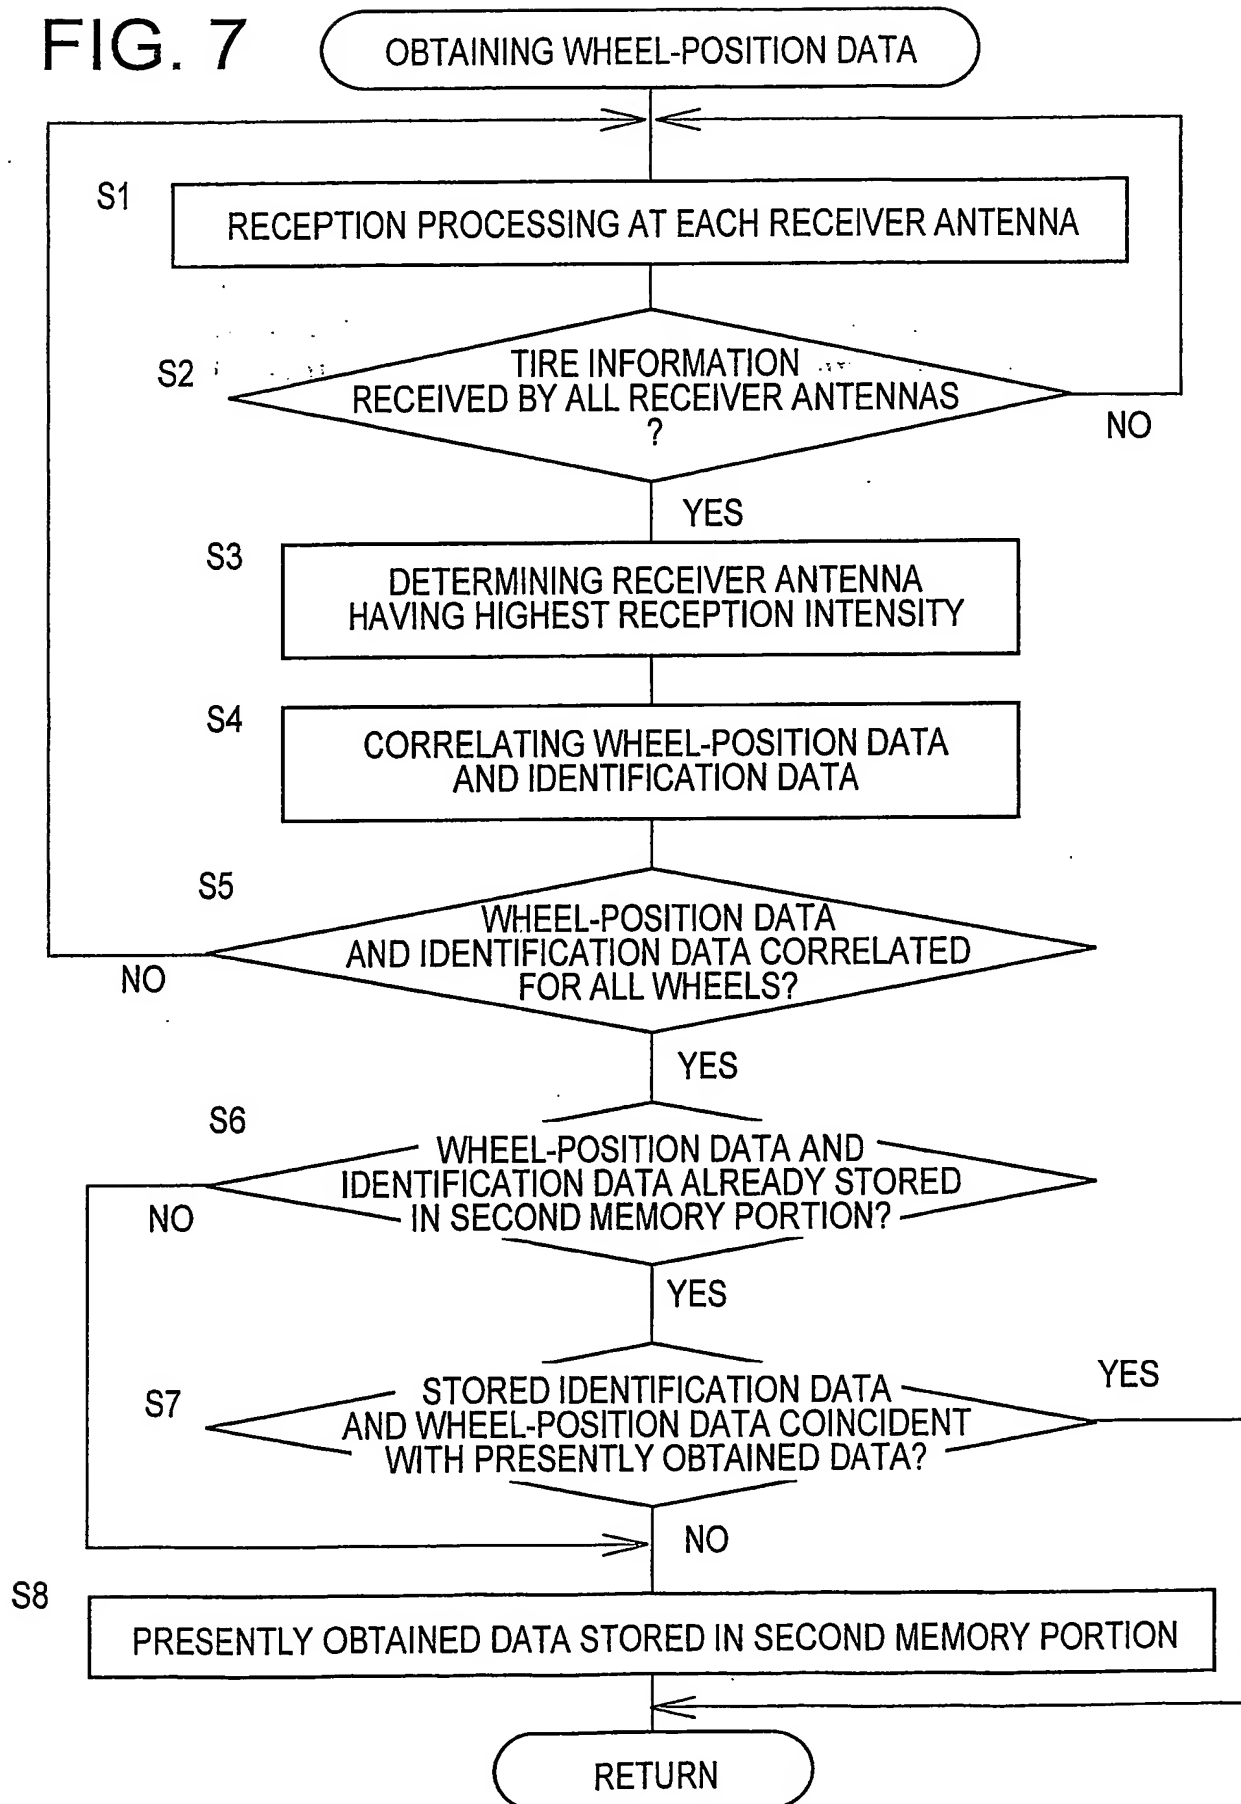 FIG. 7
OBTAINING WHEEL-POSITION DATA
S1
RECEPTION PROCESSING AT EACH RECEIVER ANTENNA
S2
TIRE INFORMATION
RECEIVED BY ALL RECEIVER ANTENNAS
?
NO
YES
S3
DETERMINING RECEIVER ANTENNA
HAVING HIGHEST RECEPTION INTENSITY
S4
CORRELATING WHEEL-POSITION DATA
AND IDENTIFICATION DATA
S5
WHEEL-POSITION DATA
AND IDENTIFICATION DATA CORRELATED
FOR ALL WHEELS?
NO
YES
S6
WHEEL-POSITION DATA AND
IDENTIFICATION DATA ALREADY STORED
IN SECOND MEMORY PORTION?
NO
YES
S7
STORED IDENTIFICATION DATA
AND WHEEL-POSITION DATA COINCIDENT
WITH PRESENTLY OBTAINED DATA?
YES
NO
S8
PRESENTLY OBTAINED DATA STORED IN SECOND MEMORY PORTION
RETURN